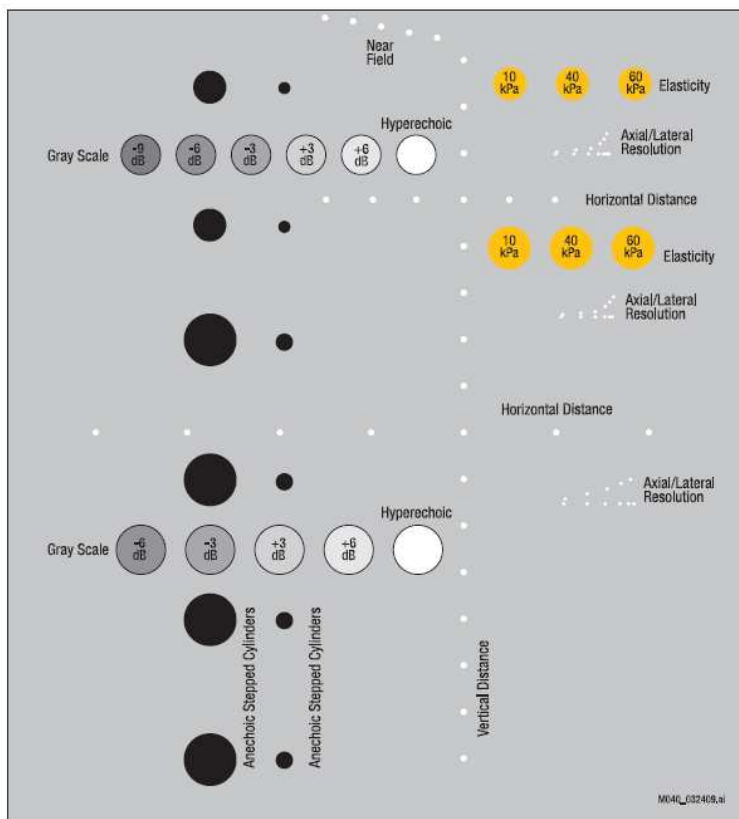 Near
Field
10
kPa
40
kPa
60
kPa
Elasticity
Hyperechoic
Gray Scale
-9
dB
-6
dB
-3
dB
+3
dB
+6
dB
Axial/Lateral
Resolution
Horizontal Distance
10
kPa
40
kPa
60
kPa
Elasticity
Axial/Lateral
Resolution
Horizontal Distance
Axial/Lateral
Resolution
Hyperechoic
Gray Scale
-6
dB
-3
dB
+3
dB
+6
dB
Anechoic Stepped Cylinders
Anechoic Stepped Cylinders
Vertical Distance
M040_032409.ai